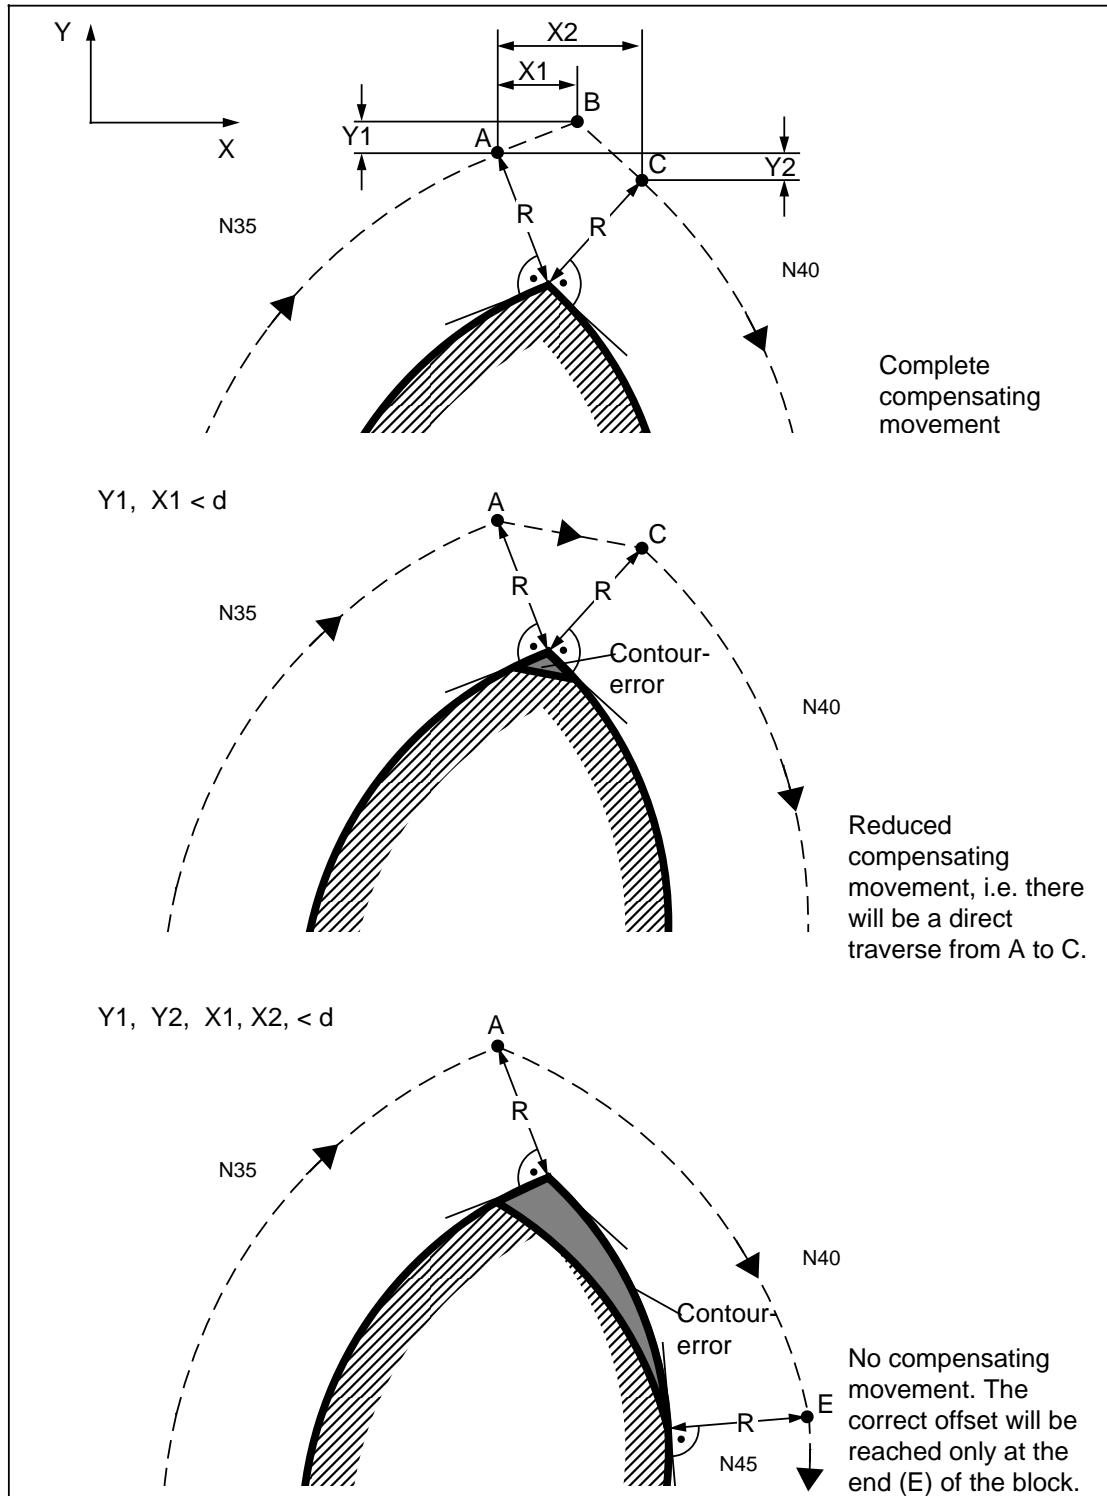 Y
X2
X1
B
Y1
A
X
C
Y2
R
R
N35
N40
Complete
compensating
movement
Y1, X1 < d
A
C
R
R
N35
Contour-
error
N40
Reduced
compensating
movement, i.e. there
will be a direct
traverse from A to C.
Y1, Y2, X1, X2, < d
A
R
N35
N40
Contour-
error
No compensating
movement. The
correct offset will be
reached only at the
end (E) of the block.
E
R
N45